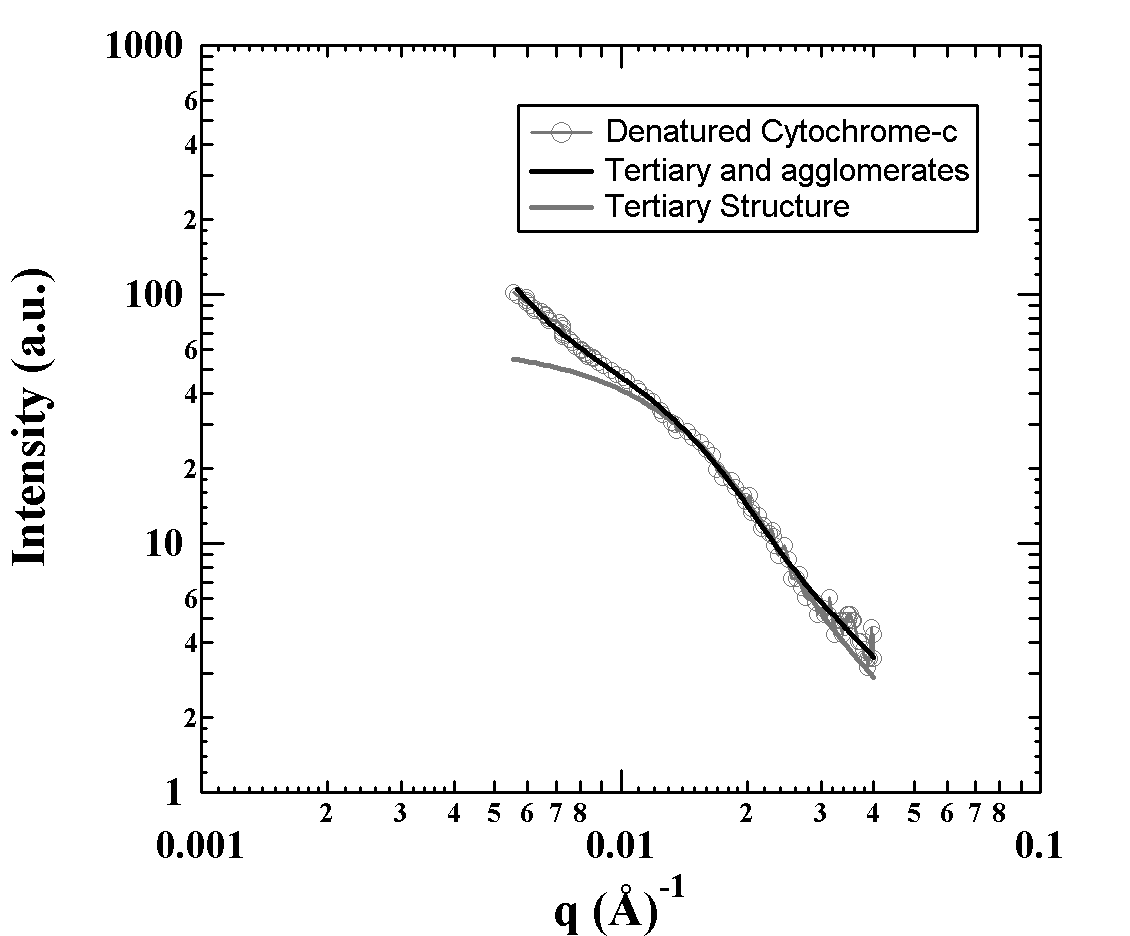 1000
6
4
2
100
6
4
2
10
6
4
2
1
Intensity (a.u.)
Denatured Cytochrome-c
Tertiary and agglomerates
Tertiary Structure
2 3 4 5 6 7 8 2 3 4 5 6 7 8
0.001 0.01 0.1
q (Å)-1